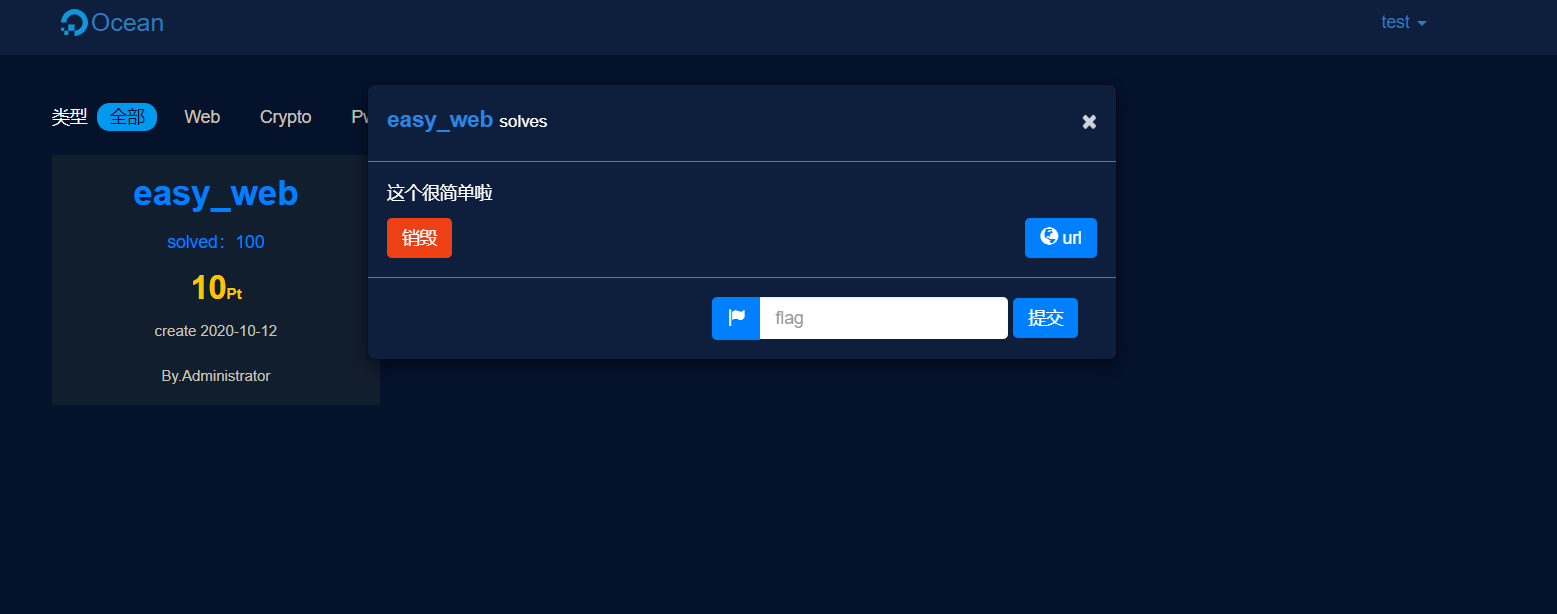 Ocean
test
类型 全部 Web Crypto
easy_web solves
这个很简单啦
销毁 url
flag 提交
easy_web
solved：100
10Pt
create 2020-10-12
By.Administrator